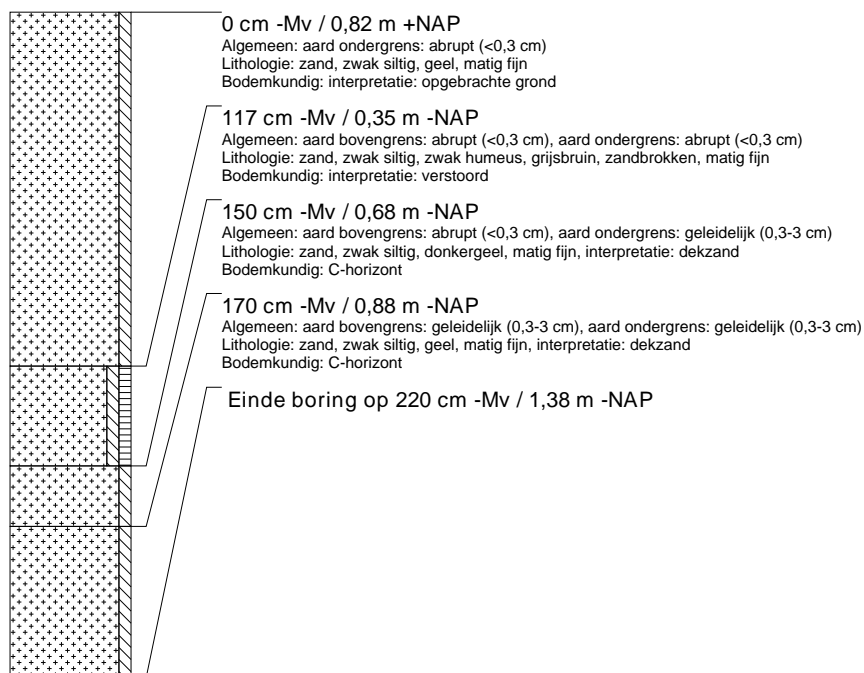 0 cm -Mv / 0,82 m +NAP
Algemeen: aard ondergrens: abrupt (<0,3 cm)
Lithologie: zand, zwak siltig, geel, matig fijn
Bodemkundig: interpretatie: opgebrachte grond
117 cm -Mv / 0,35 m -NAP
Algemeen: aard bovengrens: abrupt (<0,3 cm), aard ondergrens: abrupt (<0,3 cm)
Lithologie: zand, zwak siltig, zwak humeus, grijsbruin, zandbrokken, matig fijn
Bodemkundig: interpretatie: verstoord
150 cm -Mv / 0,68 m -NAP
Algemeen: aard bovengrens: abrupt (<0,3 cm), aard ondergrens: geleidelijk (0,3-3 cm)
Lithologie: zand, zwak siltig, donkergeel, matig fijn, interpretatie: dekzand
Bodemkundig: C-horizont
170 cm -Mv / 0,88 m -NAP
Algemeen: aard bovengrens: geleidelijk (0,3-3 cm), aard ondergrens: geleidelijk (0,3-3 cm)
Lithologie: zand, zwak siltig, geel, matig fijn, interpretatie: dekzand
Bodemkundig: C-horizont
Einde boring op 220 cm -Mv / 1,38 m -NAP